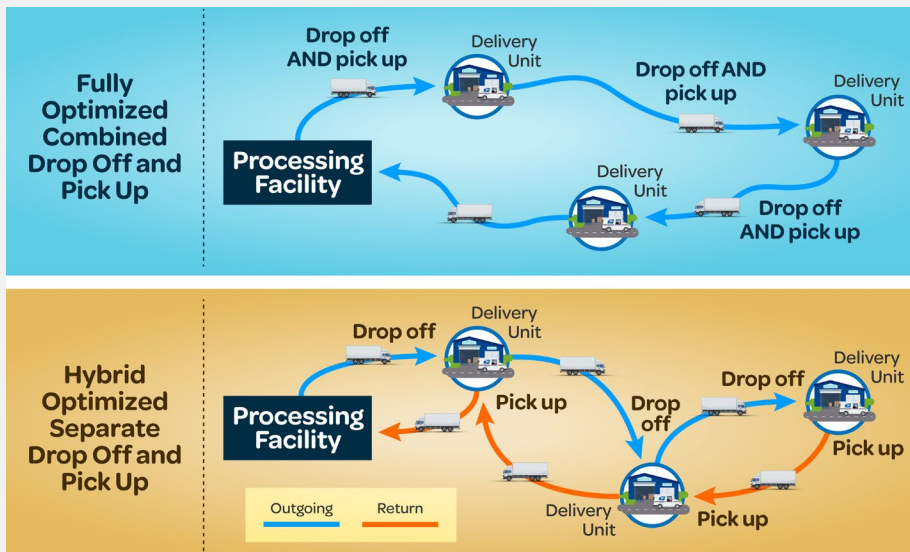 Fully
Optimized
Combined
Drop Off and
Pick Up
Drop off
AND pick up
Delivery
Unit
Drop off AND
pick up
Delivery
Unit
Processing
Facility
Delivery
Unit
Drop off
AND pick up
Hybrid
Optimized
Separate
Drop Off and
Pick Up
Drop off
Delivery
Unit
Drop off
Delivery
Unit
Processing
Facility
Pick up
Drop
off
Pick up
Delivery
Unit
Pick up
Outgoing
Return